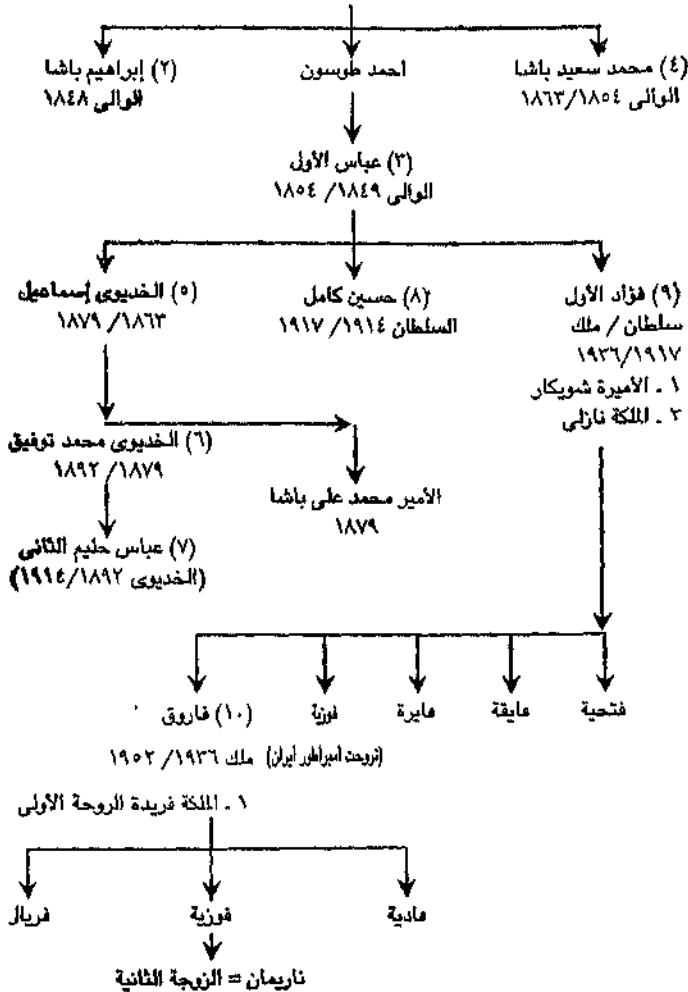 (٤) محمد سعيد باشا
الوالى ١٨٥٤/١٨٦٣
احمد طوسون
(٢) إبراهيم باشا
الوالى ١٨٤٨
(٣) عباس الأول
الوالى ١٨٤٩/ ١٨٥٤
(٩) فؤاد الأول
سلطان / ملك
١٩١٧/١٩٣٦
١ ـ الأميرة شويكار
٢ ـ الملكة نازلى
(٨) حسين كامل
السلطان ١٩١٤/ ١٩١٧
(٥) الخديوى إسماعيل
١٨٦٣/ ١٨٧٩
(٦) الخديوى محمد توفيق
١٨٧٩/ ١٨٩٢
الأمير محمد على باشا
١٨٧٩
(٧) عباس حليم الثانى
(الخديوى ١٨٩٢/١٩١٤)
فتحية
فايقة
فايزة
فوزية
(١٠) فاروق
(تزوجت أمبراطور أيران)
ملك ١٩٣٦/ ١٩٥٢
١ ـ الملكة فريدة الزوجة الأولى
فادية
فوزية
فريال
ناريمان = الزوجة الثانية